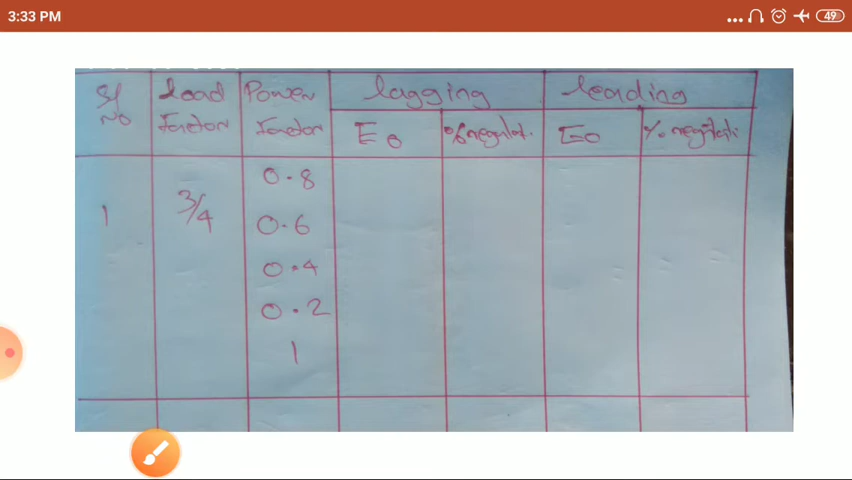 3:33 PM
49
Sl No
Load Factor
Power Factor
lagging
leading
E0
% regulat.
E0
% regulati
1
3/4
0.8
0.6
0.4
0.2
1